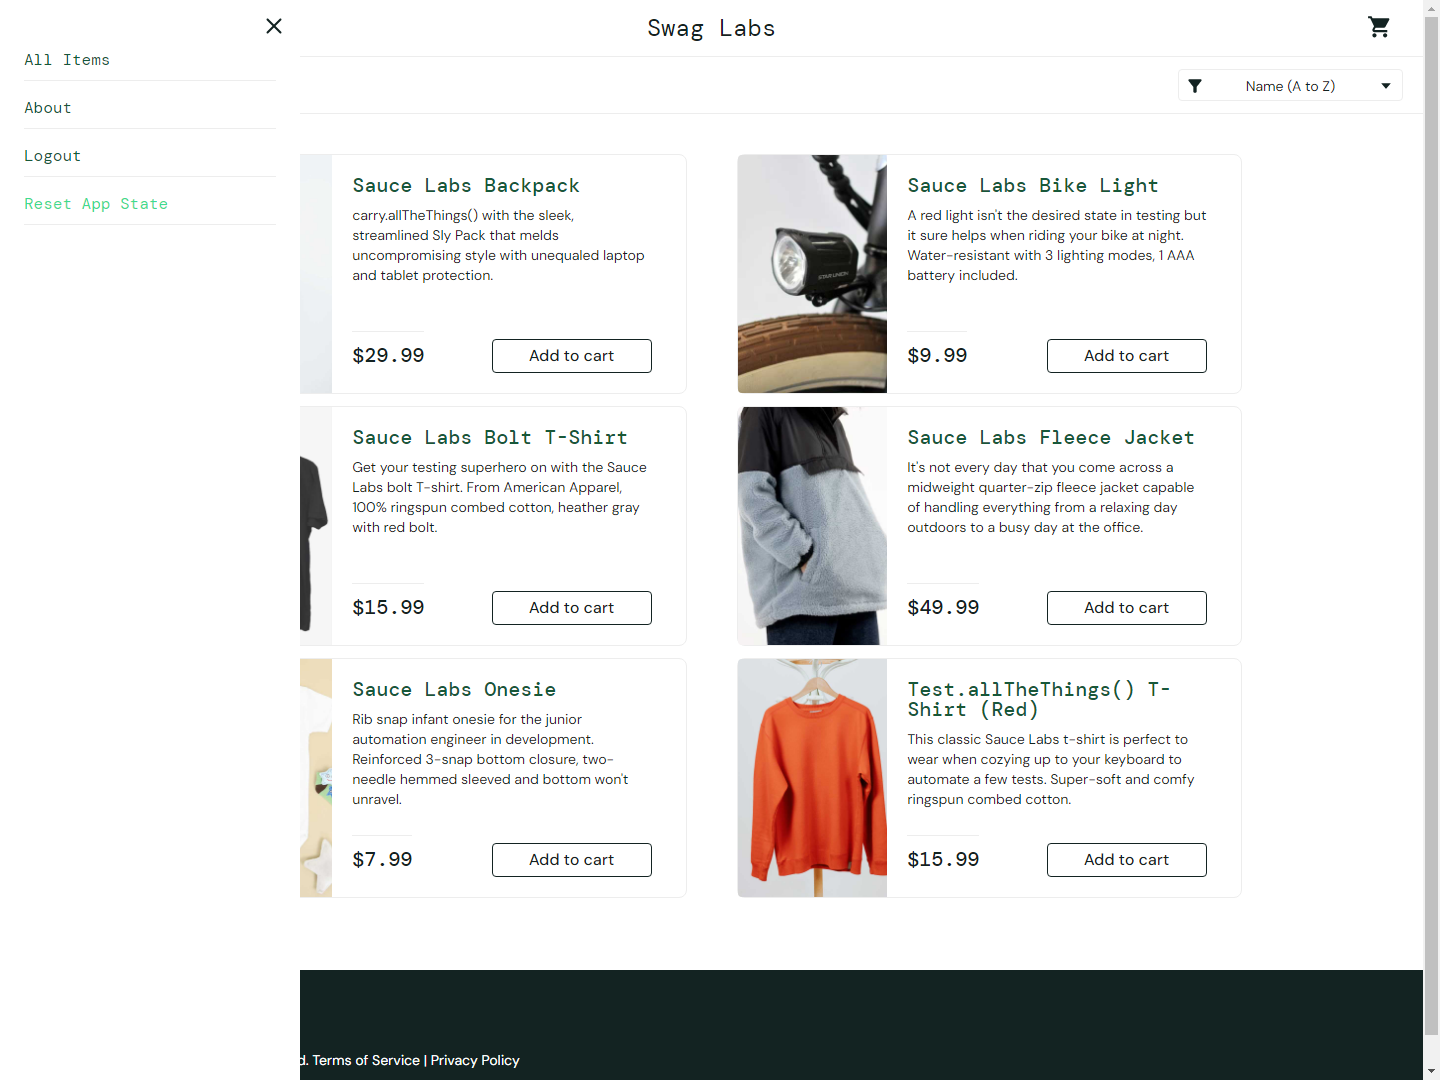 All Items
About
Logout
Reset App State
Swag Labs
Name (A to Z)
Sauce Labs Backpack
carry.allTheThings() with the sleek,
streamlined Sly Pack that melds
uncompromising style with unequaled laptop
and tablet protection.
$29.99
Add to cart
Sauce Labs Bike Light
A red light isn't the desired state in testing but
it sure helps when riding your bike at night.
Water-resistant with 3 lighting modes, 1 AAA
battery included.
$9.99
Add to cart
Sauce Labs Bolt T-Shirt
Get your testing superhero on with the Sauce
Labs bolt T-shirt. From American Apparel,
100% ringspun combed cotton, heather gray
with red bolt.
$15.99
Add to cart
Sauce Labs Fleece Jacket
It's not every day that you come across a
midweight quarter-zip fleece jacket capable
of handling everything from a relaxing day
outdoors to a busy day at the office.
$49.99
Add to cart
Sauce Labs Onesie
Rib snap infant onesie for the junior
automation engineer in development.
Reinforced 3-snap bottom closure, two-
needle hemmed sleeved and bottom won't
unravel.
$7.99
Add to cart
Test.allTheThings() T-
Shirt (Red)
This classic Sauce Labs t-shirt is perfect to
wear when cozying up to your keyboard to
automate a few tests. Super-soft and comfy
ringspun combed cotton.
$15.99
Add to cart
d. Terms of Service | Privacy Policy